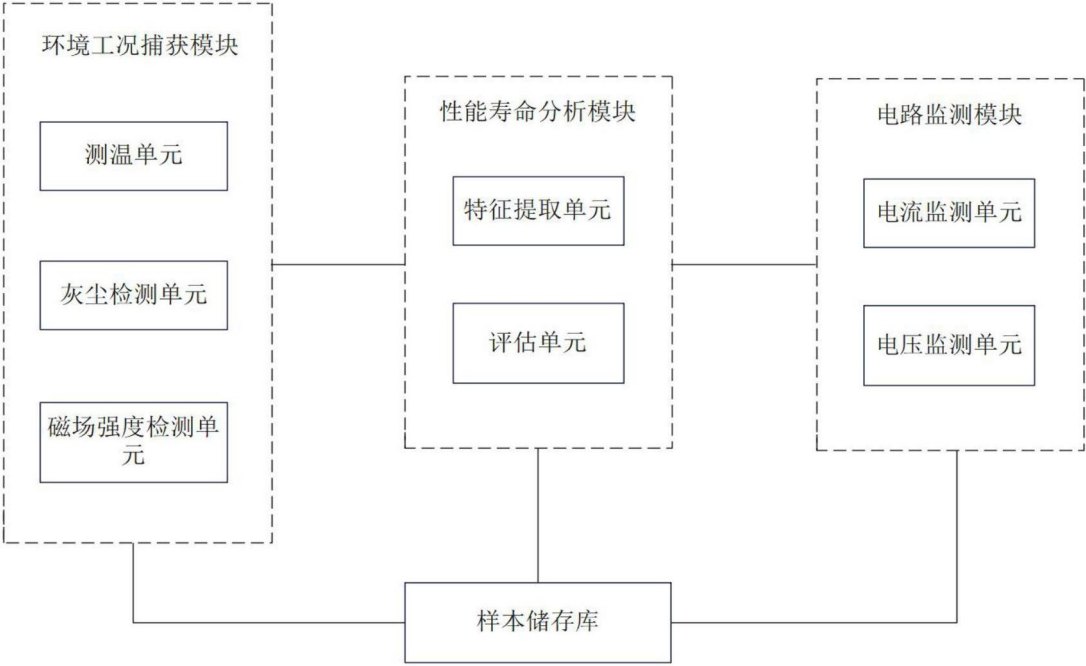 环境工况捕获模块
测温单元
灰尘检测单元
磁场强度检测单
元
性能寿命分析模块
特征提取单元
评估单元
电路监测模块
电流监测单元
电压监测单元
样本储存库